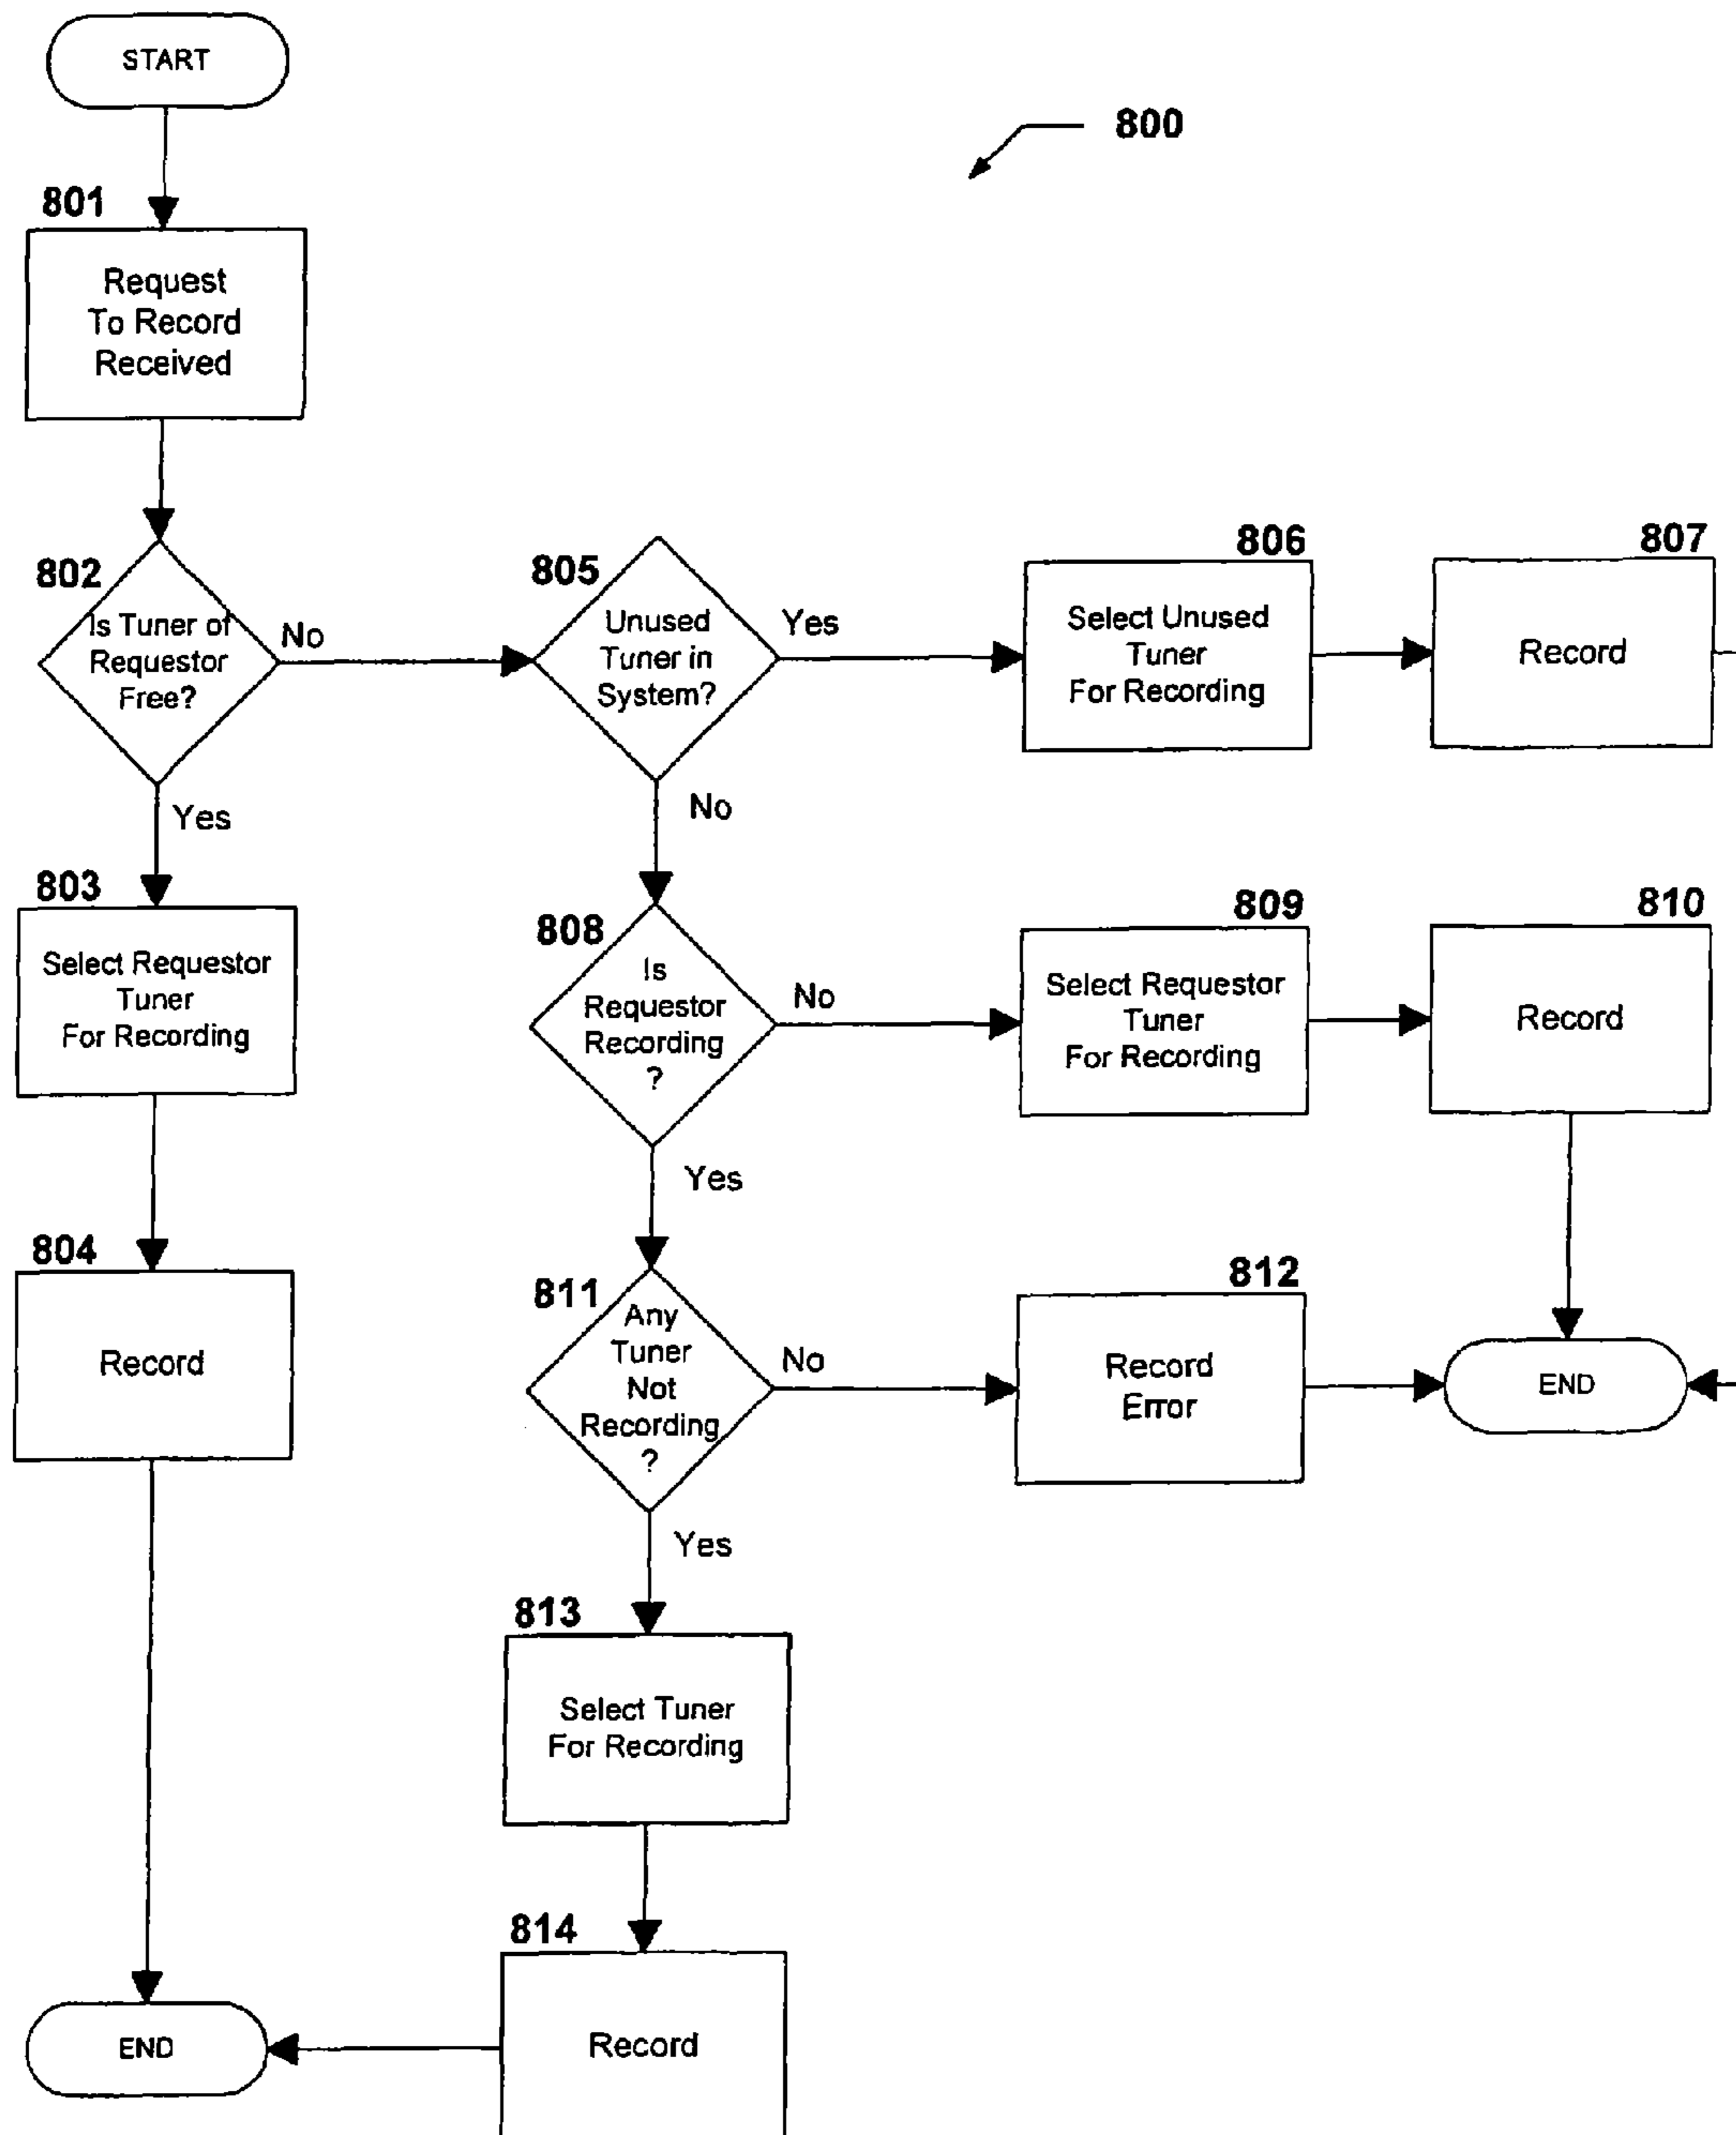 START
800
801
Request
To Record
Received
802
Is Tuner of
Requestor
Free?
No
Yes
803
Select Requestor
Tuner
For Recording
804
Record
END
805
Unused
Tuner in
System?
Yes
No
806
Select Unused
Tuner
For Recording
807
Record
808
Is
Requestor
Recording
?
No
Yes
809
Select Requestor
Tuner
For Recording
810
Record
811
Any
Tuner
Not
Recording
?
No
Yes
812
Record
Error
END
813
Select Tuner
For Recording
814
Record